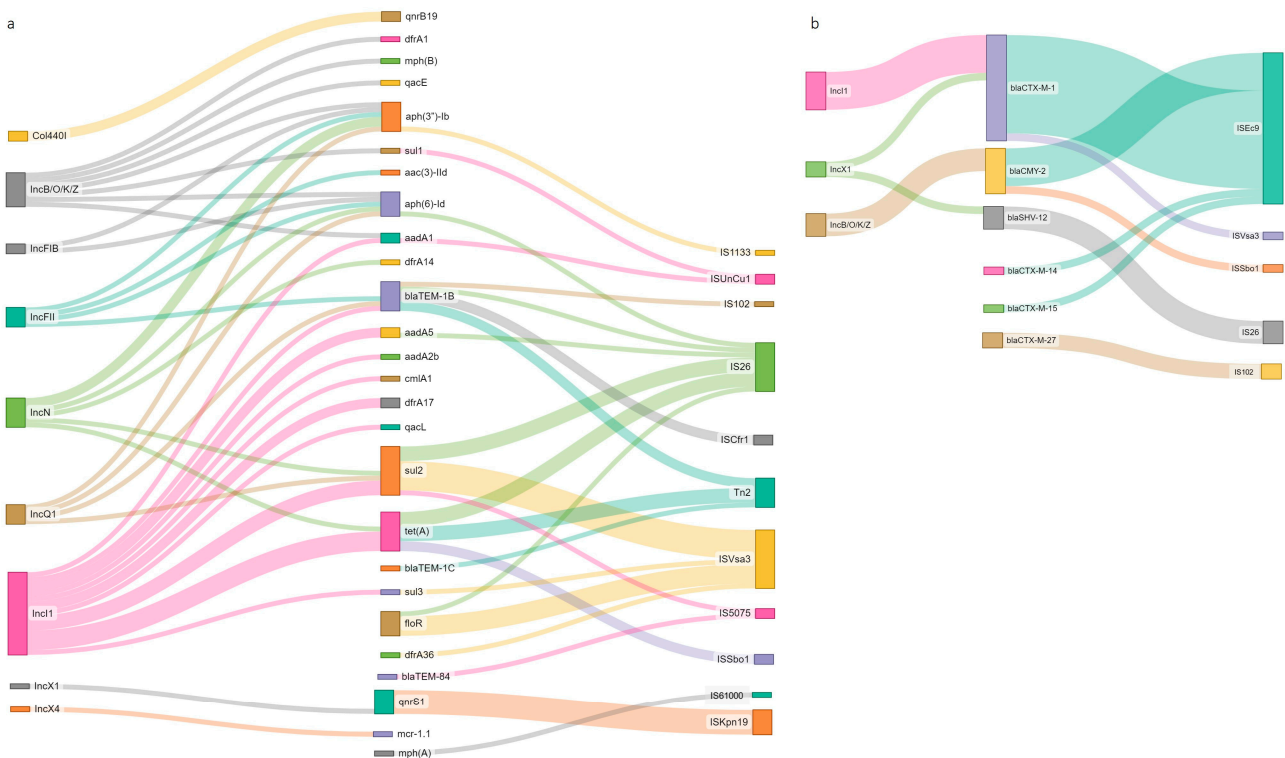 a
Col440I
IncB/O/K/Z
IncFIB
IncFII
IncN
IncQ1
IncI1
IncX1
IncX4
qnrB19
dfrA1
mph(B)
qacE
aph(3'')-Ib
sul1
aac(3)-IId
aph(6)-Id
aadA1
dfrA14
blaTEM-1B
aadA5
aadA2b
cmlA1
dfrA17
qacL
sul2
tet(A)
blaTEM-1C
sul3
floR
dfrA36
blaTEM-84
qnrS1
mcr-1.1
mph(A)
IS1133
ISUnCu1
IS102
IS26
ISCfr1
Tn2
ISVsa3
IS5075
ISSbo1
IS61000
ISKpn19
b
IncI1
IncX1
IncB/O/K/Z
blaCTX-M-1
blaCMY-2
blaSHV-12
blaCTX-M-14
blaCTX-M-15
blaCTX-M-27
ISEc9
ISVsa3
ISSbo1
IS26
IS102